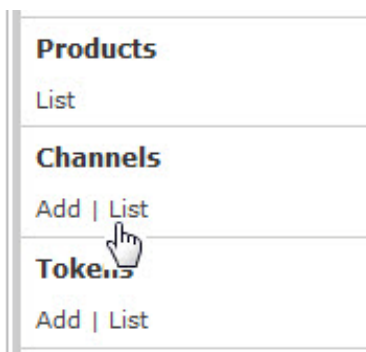 Products
List
Channels
Add | List
Tokens
Add | List